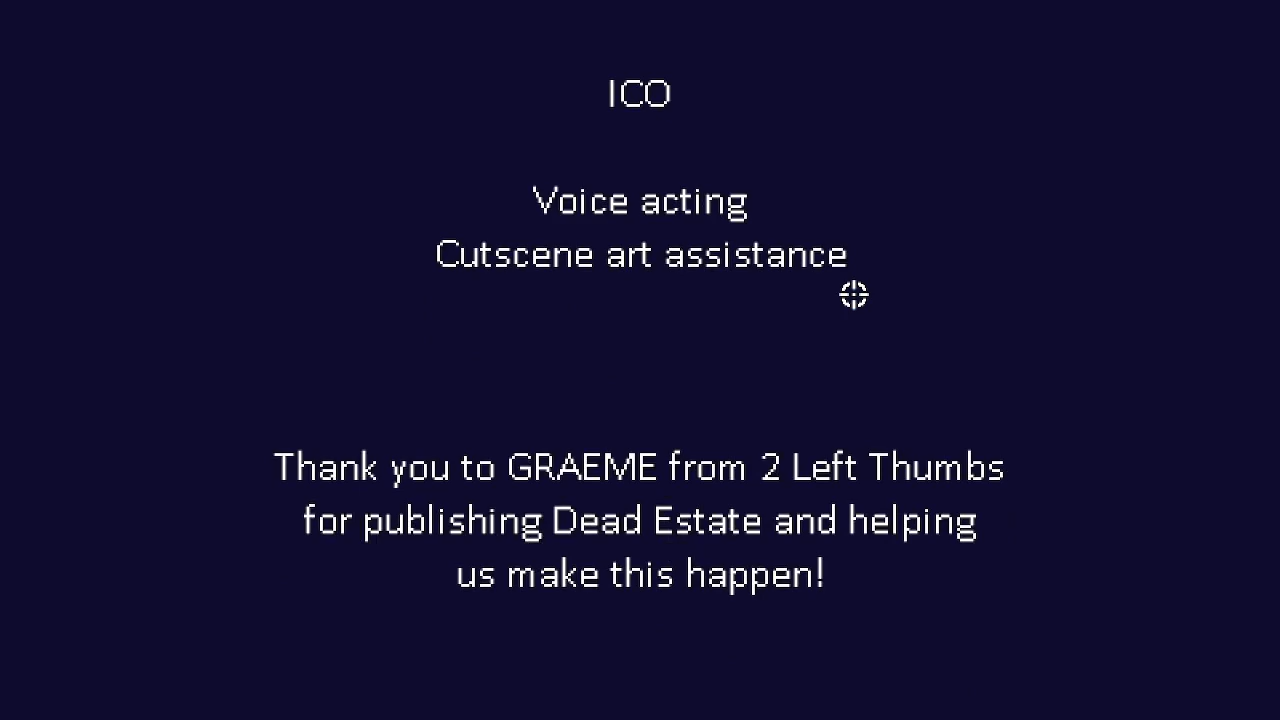 ICO
Voice acting
Cutscene art assistance
Thank you to GRAEME from 2 Left Thumbs
for publishing Dead Estate and helping
us make this happen!